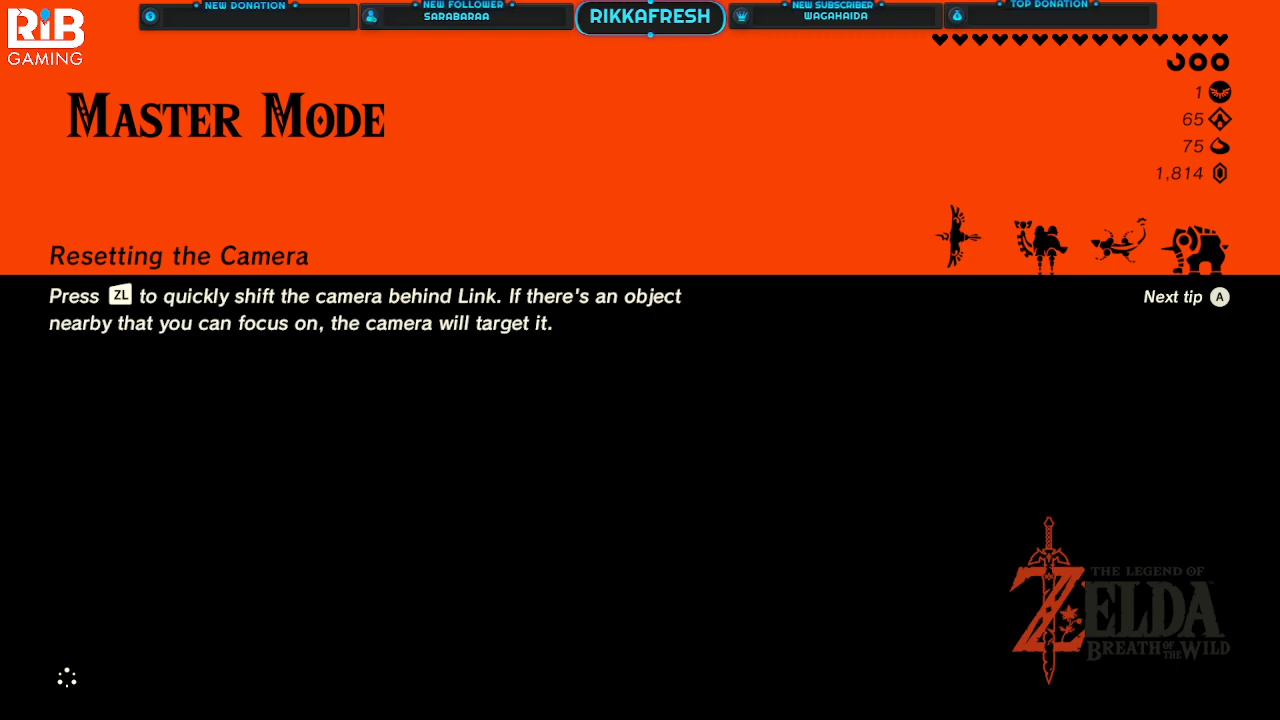 RiB
GAMING
NEW DONATION
NEW FOLLOWER
SARABARAA
RIKKAFRESH
NEW SUBSCRIBER
WAGAHAIDA
TOP DONATION
MASTER MODE
1
65
75
1,814
Resetting the Camera
Press ZL to quickly shift the camera behind Link. If there's an object
nearby that you can focus on, the camera will target it.
Next tip A
THE LEGEND OF
ZELDA
BREATH OF THE WILD